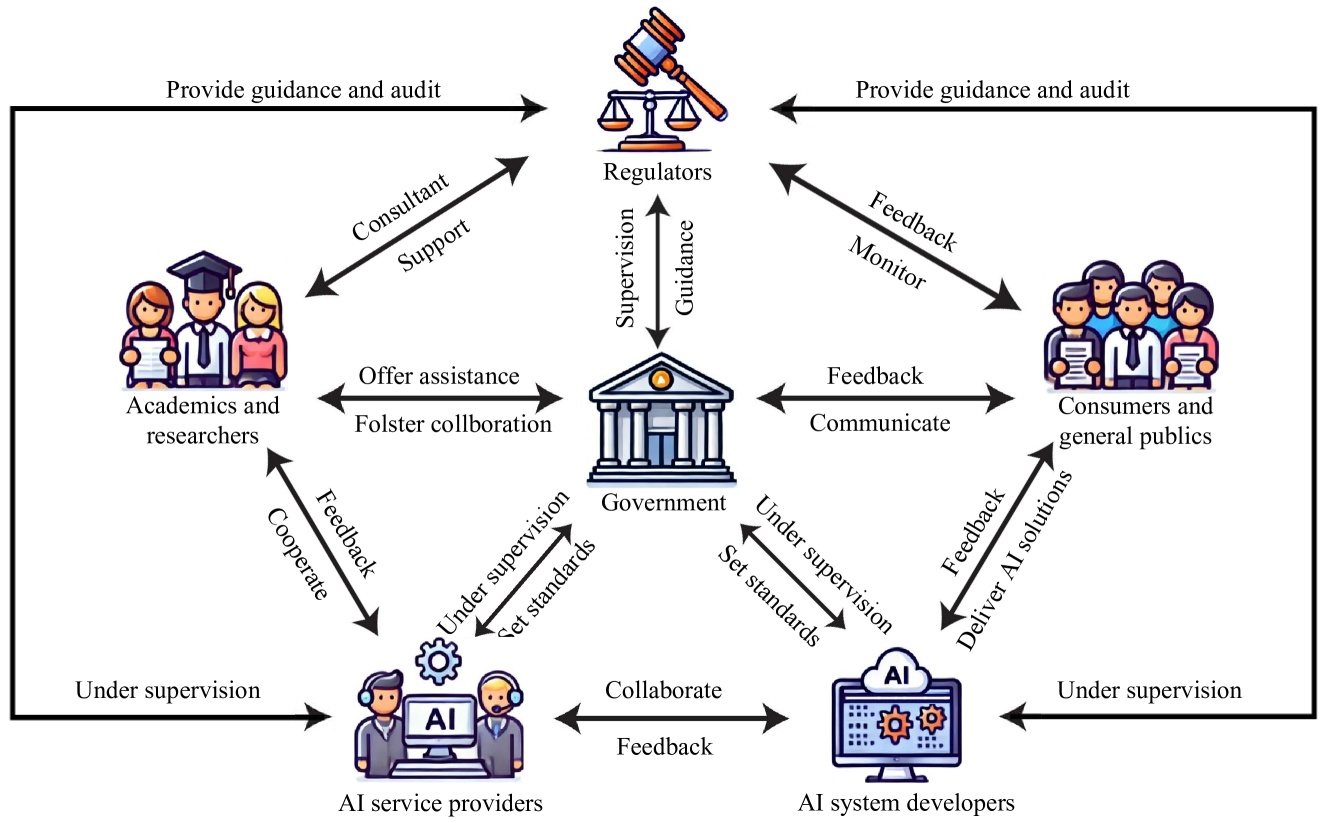 Provide guidance and audit
Provide guidance and audit
Regulators
Consultant
Support
Supervision
Guidance
Feedback
Monitor
Academics and
researchers
Offer assistance
Folster collboration
Feedback
Communicate
Consumers and
general publics
Government
Feedback
Cooperate
Under supervision
Set standards
Under supervision
Set standards
Feedback
Deliver AI solutions
Under supervision
AI
Collaborate
Feedback
AI
Under supervision
AI service providers
AI system developers